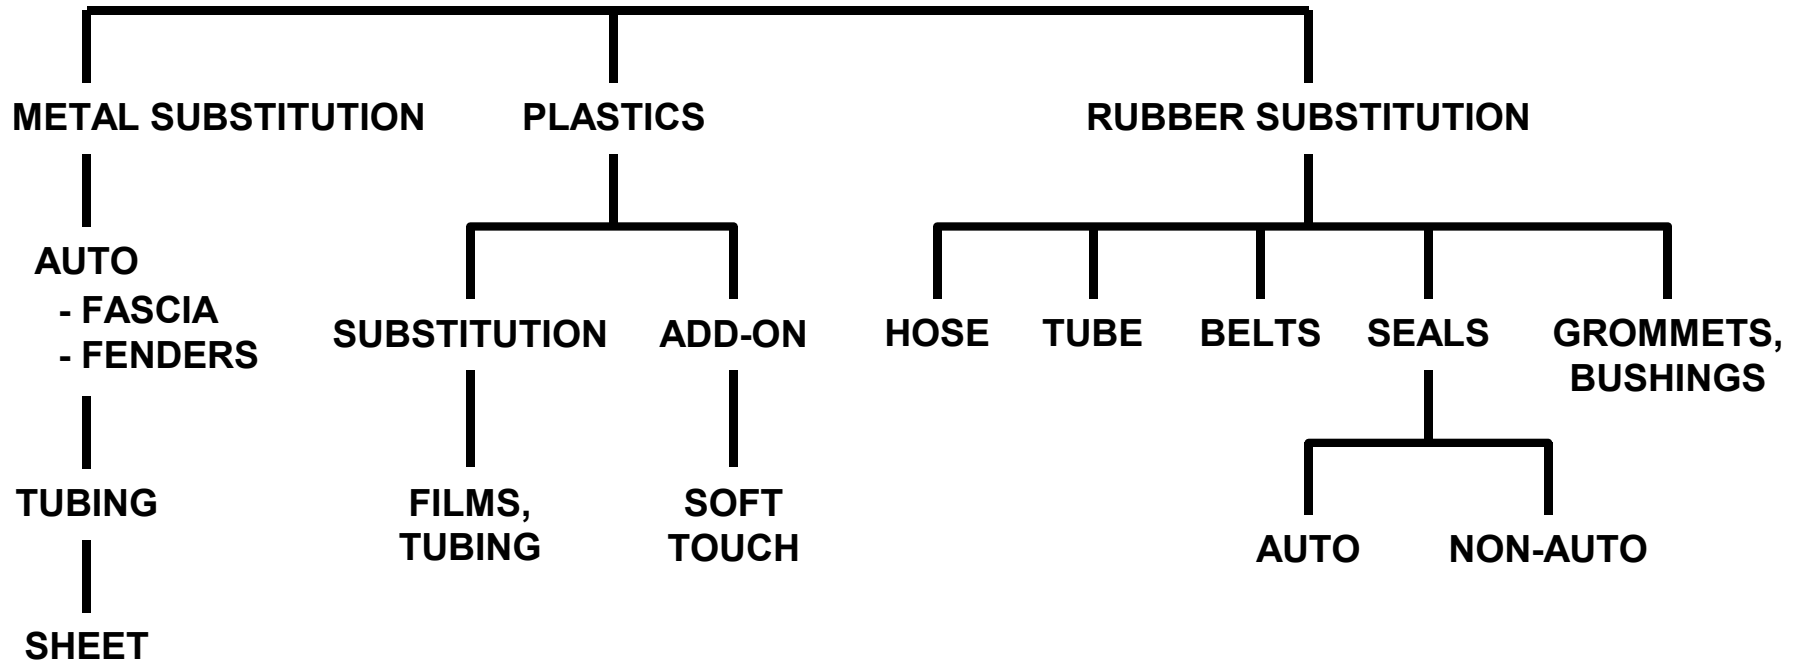 METAL SUBSTITUTION
PLASTICS
RUBBER SUBSTITUTION
AUTO
- FASCIA
- FENDERS
TUBING
SHEET
SUBSTITUTION
ADD-ON
FILMS,
TUBING
SOFT
TOUCH
HOSE
TUBE
BELTS
SEALS
GROMMETS,
BUSHINGS
AUTO
NON-AUTO